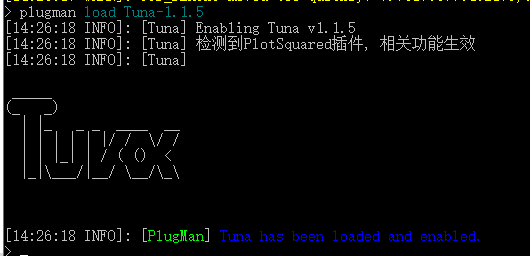 > plugman load Tuna-1.1.5
[14:26:18 INFO]: [Tuna] Enabling Tuna v1.1.5
[14:26:18 INFO]: [Tuna] 检测到PlotSquared插件, 相关功能生效
[14:26:18 INFO]: [Tuna]
[14:26:18 INFO]: [PlugMan] Tuna has been loaded and enabled.
>